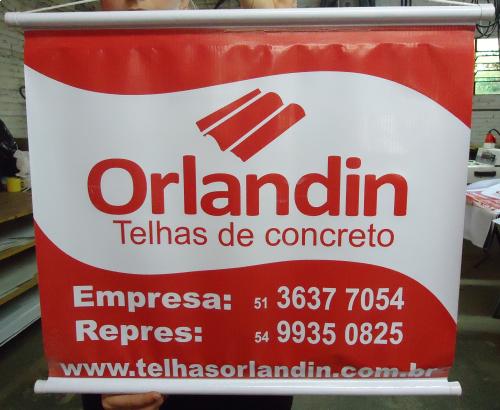 Orlandin
Telhas de concreto
Empresa: 51 3637 7054
Repres: 54 9935 0825
www.telhasorlandin.com.br